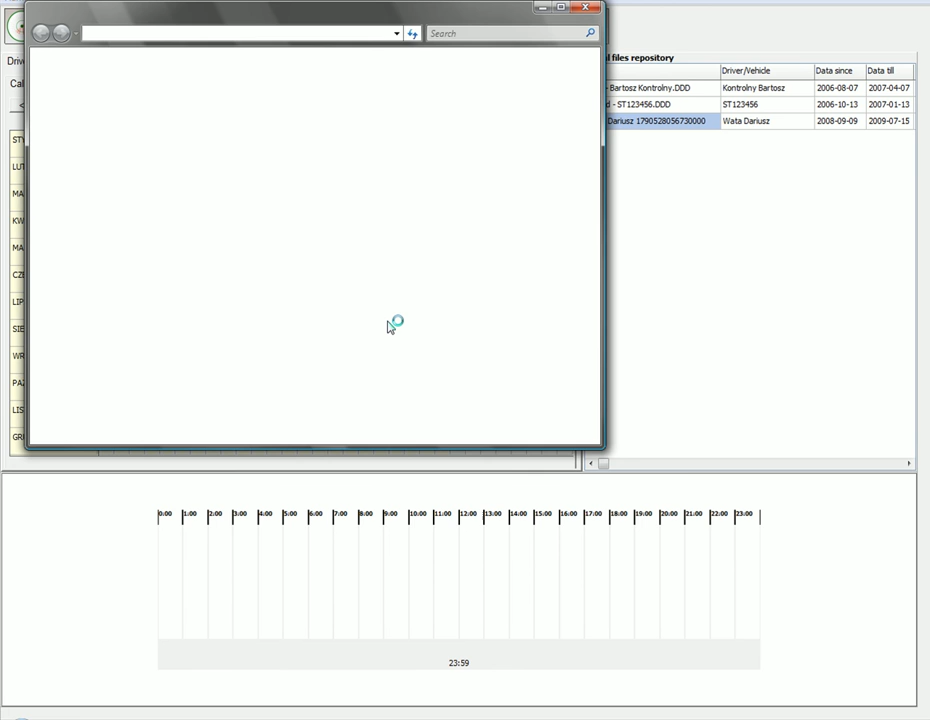 Search
l files repository
Driver/Vehicle Data since Data till
- Bartosz Kontrolny.DDD Kontrolny Bartosz 2006-08-07 2007-04-07
d - ST123456.DDD ST123456 2006-10-13 2007-01-13
Dariusz 1790528056730000 Wata Dariusz 2008-09-09 2009-07-15
Driv
Cal
<
STY
LUT
MA
KW
MA
CZE
LIP
SIE
WR
PAŹ
LIS
GR
0:00 1:00 2:00 3:00 4:00 5:00 6:00 7:00 8:00 9:00 10:00 11:00 12:00 13:00 14:00 15:00 16:00 17:00 18:00 19:00 20:00 21:00 22:00 23:00
23:59